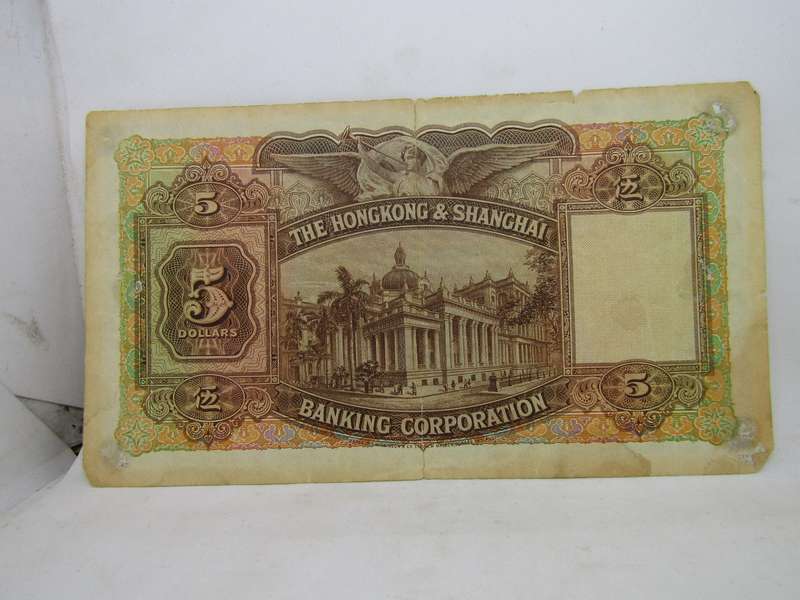 5
伍
THE HONGKONG & SHANGHAI
5
DOLLARS
伍
5
BANKING CORPORATION